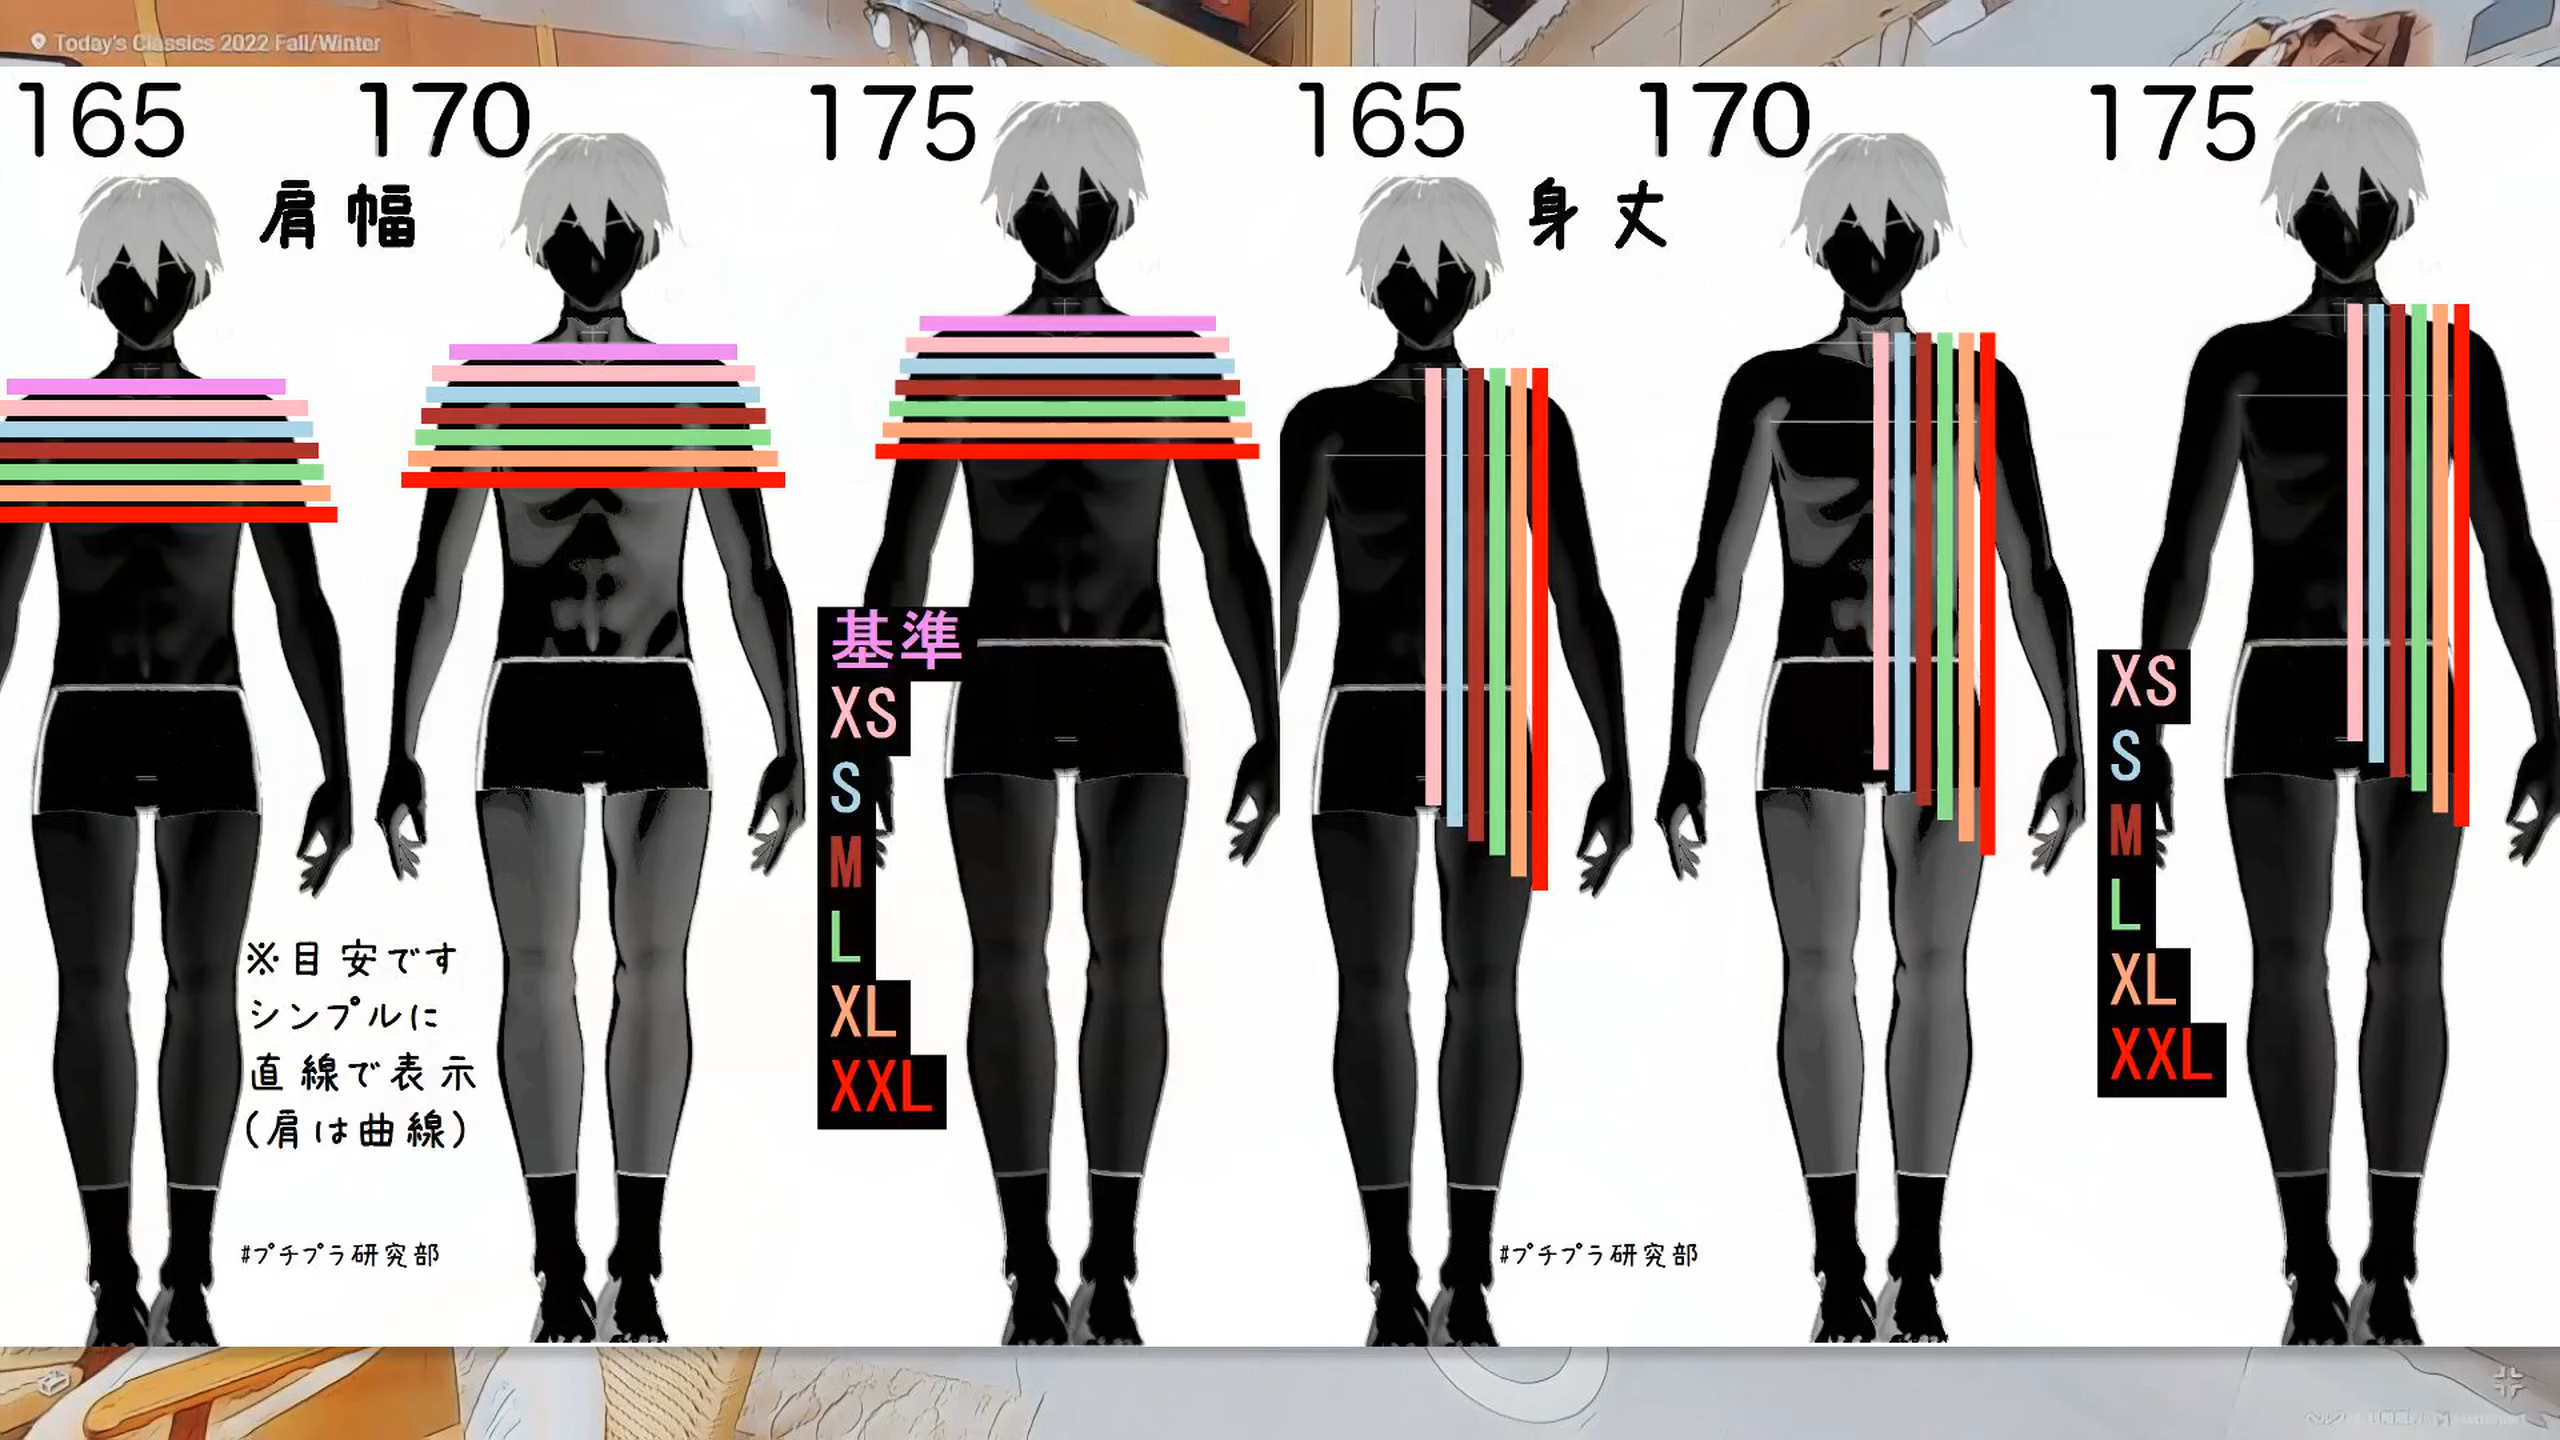 Today's Classics 2022 Fall/Winter
165
170
175
肩幅
基準
XS
S
M
L
XL
XXL
※目安です
シンプルに
直線で表示
(肩は曲線)
#プチプラ研究部
165
170
175
身丈
XS
S
M
L
XL
XXL
#プチプラ研究部